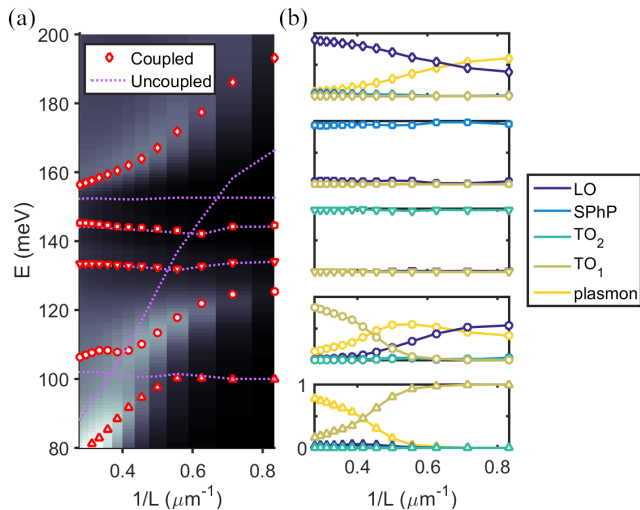 (a)
(b)
200
180
160
140
120
100
80
E (meV)
Coupled
Uncoupled
0.4
0.6
0.8
1/L (μm⁻¹)
1
0
0.4
0.6
0.8
1/L (μm⁻¹)
LO
SPhP
TO₂
TO₁
plasmon